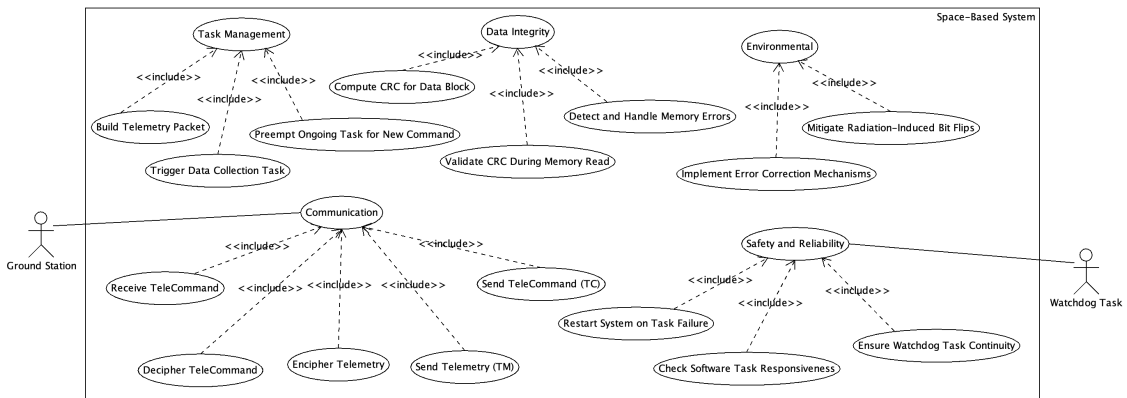 Space-Based System
Task Management
Data Integrity
Environmental
<<include>>
<<include>>
<<include>>
<<include>>
<<include>>
<<include>>
<<include>>
<<include>>
Compute CRC for Data Block
Build Telemetry Packet
Preempt Ongoing Task for New Command
Detect and Handle Memory Errors
Mitigate Radiation-Induced Bit Flips
Trigger Data Collection Task
Validate CRC During Memory Read
Implement Error Correction Mechanisms
Communication
Ground Station
Safety and Reliability
Watchdog Task
<<include>>
<<include>>
<<include>>
<<include>>
<<include>>
<<include>>
<<include>>
<<include>>
Receive TeleCommand
Send TeleCommand (TC)
Restart System on Task Failure
Ensure Watchdog Task Continuity
Decipher TeleCommand
Encipher Telemetry
Send Telemetry (TM)
Check Software Task Responsiveness